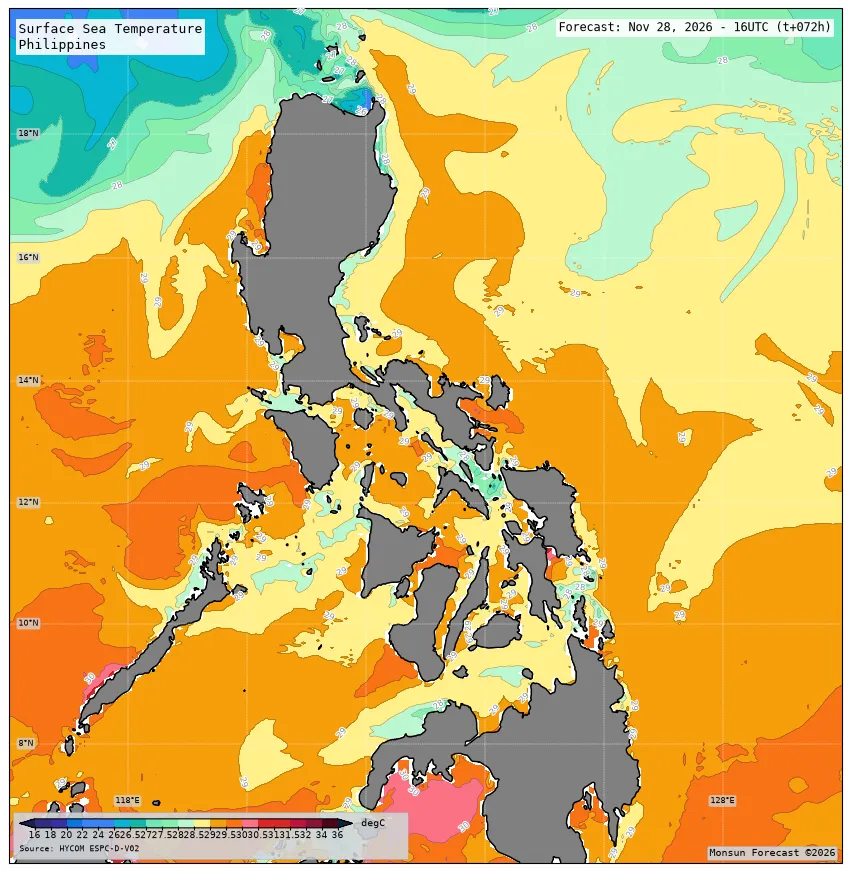 Surface Sea Temperature
Philippines
Forecast: Nov 28, 2026 - 16UTC (t+072h)
18°N
16°N
14°N
12°N
10°N
8°N
118°E
128°E
16 18 20 22 24 26 26.5 27 27.5 28 28.5 29 29.5 30 30.5 31 31.5 32 34 36 degC
Source: HYCOM ESPC-D-V02
Monsun Forecast ©2026